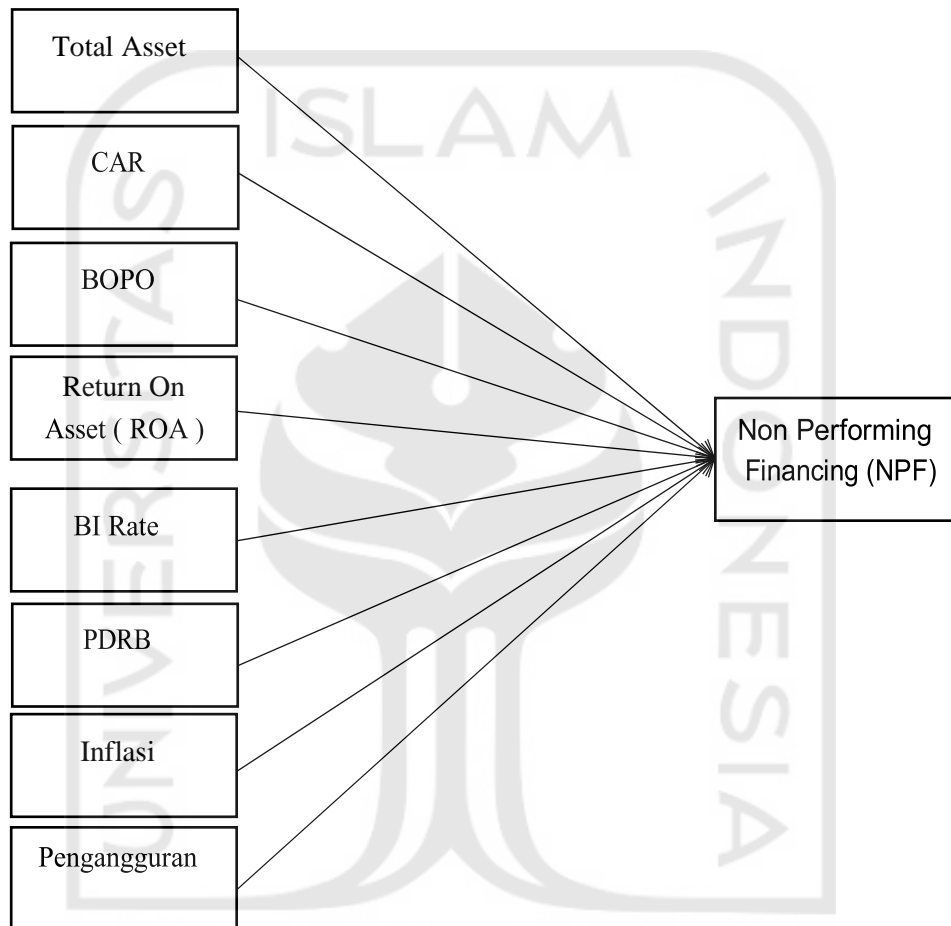 Total Asset
CAR
BOPO
Return On
Asset ( ROA )
BI Rate
PDRB
Inflasi
Pengangguran
Non Performing
Financing (NPF)
UNIVERSITAS
ISLAM
INDONESIA